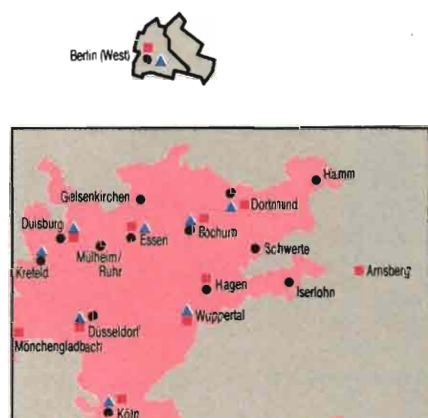 Berlin (West)
Hamm
Gelsenkirchen
Dortmund
Duisburg
Essen
Bochum
Mülheim/
Ruhr
Schwerte
Krefeld
Arnsberg
Hagen
Iserlohn
Düsseldorf
Wuppertal
Mönchengladbach
Köln